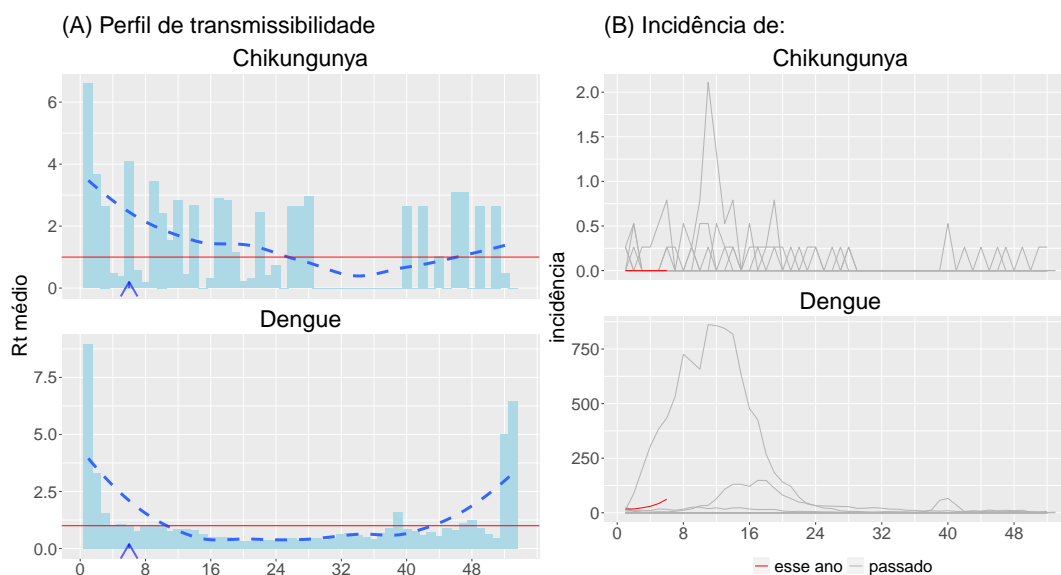 (A) Perfil de transmissibilidade
Chikungunya
6
4
2
0
Dengue
7.5
5.0
2.5
0.0
0 8 16 24 32 40 48
Rt médio
(B) Incidência de:
Chikungunya
2.0
1.5
1.0
0.5
0.0
Dengue
750
500
250
0
0 8 16 24 32 40 48
incidência
esse ano passado